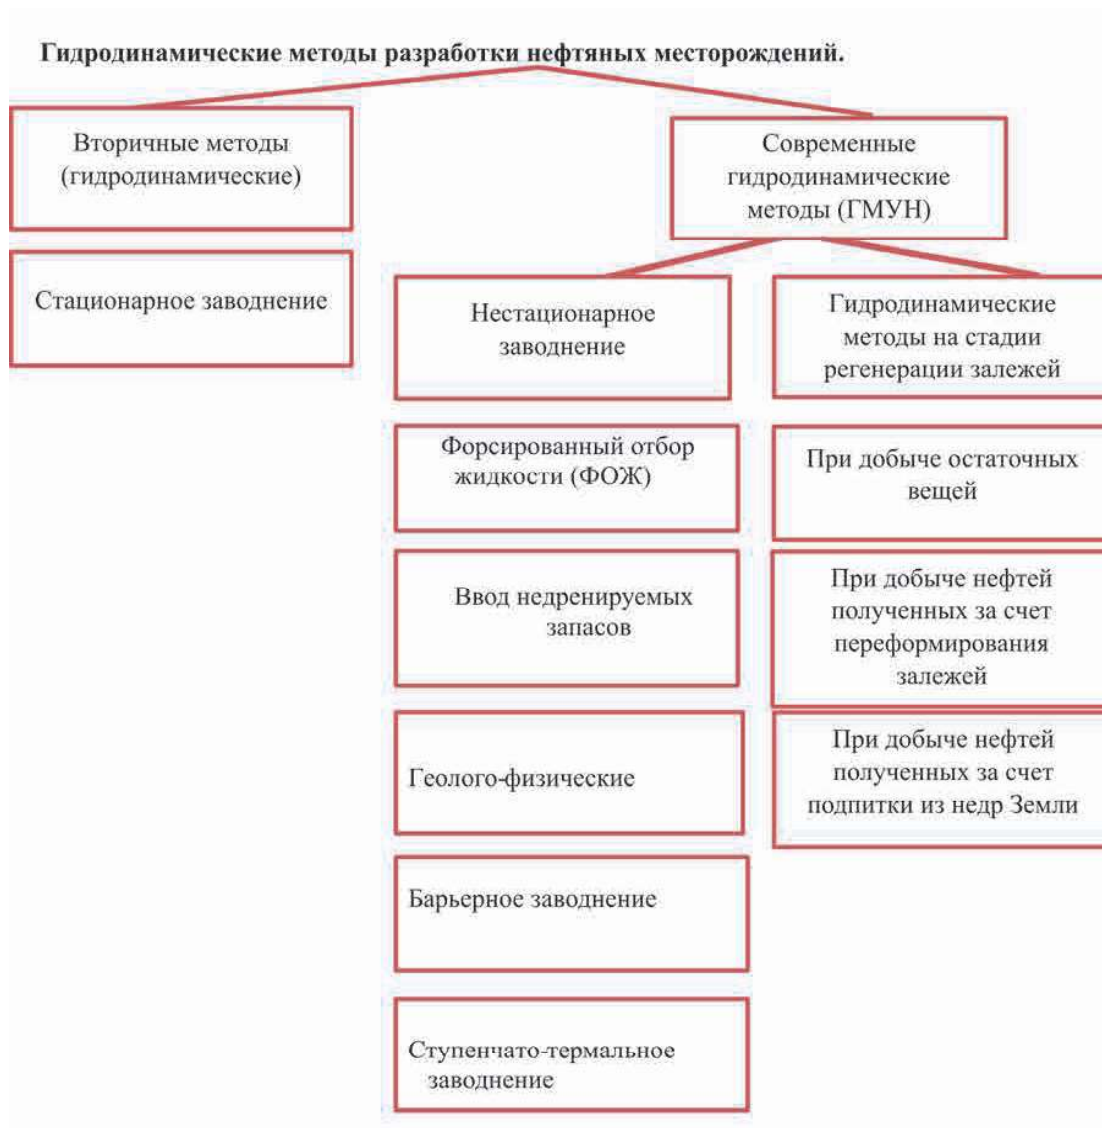 Гидродинамические методы разработки нефтяных месторождений.
Вторичные методы
(гидродинамические)
Стационарное заводнение
Современные
гидродинамические
методы (ГМУН)
Нестационарное
заводнение
Форсированный отбор
жидкости (ФОЖ)
Ввод недренируемых
запасов
Геолого-физические
Барьерное заводнение
Ступенчато-термальное
заводнение
Гидродинамические
методы на стадии
регенерации залежей
При добыче остаточных
вещей
При добыче нефтей
полученных за счет
переформирования
залежей
При добыче нефтей
полученных за счет
подпитки из недр Земли